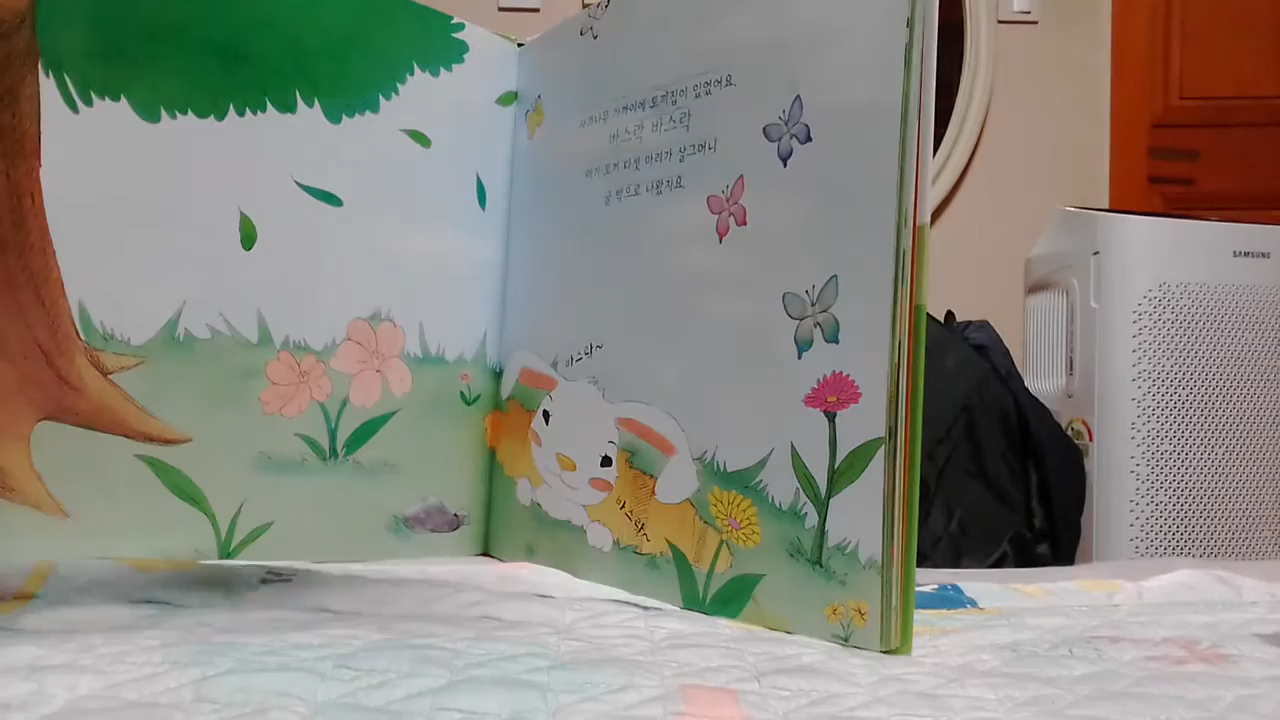 사과나무 가까이에 토끼집이 있었어요.
바스락 바스락
아기 토끼 다섯 마리가 살그머니
굴 밖으로 나왔지요.
바스락~
바스락~
SAMSUNG